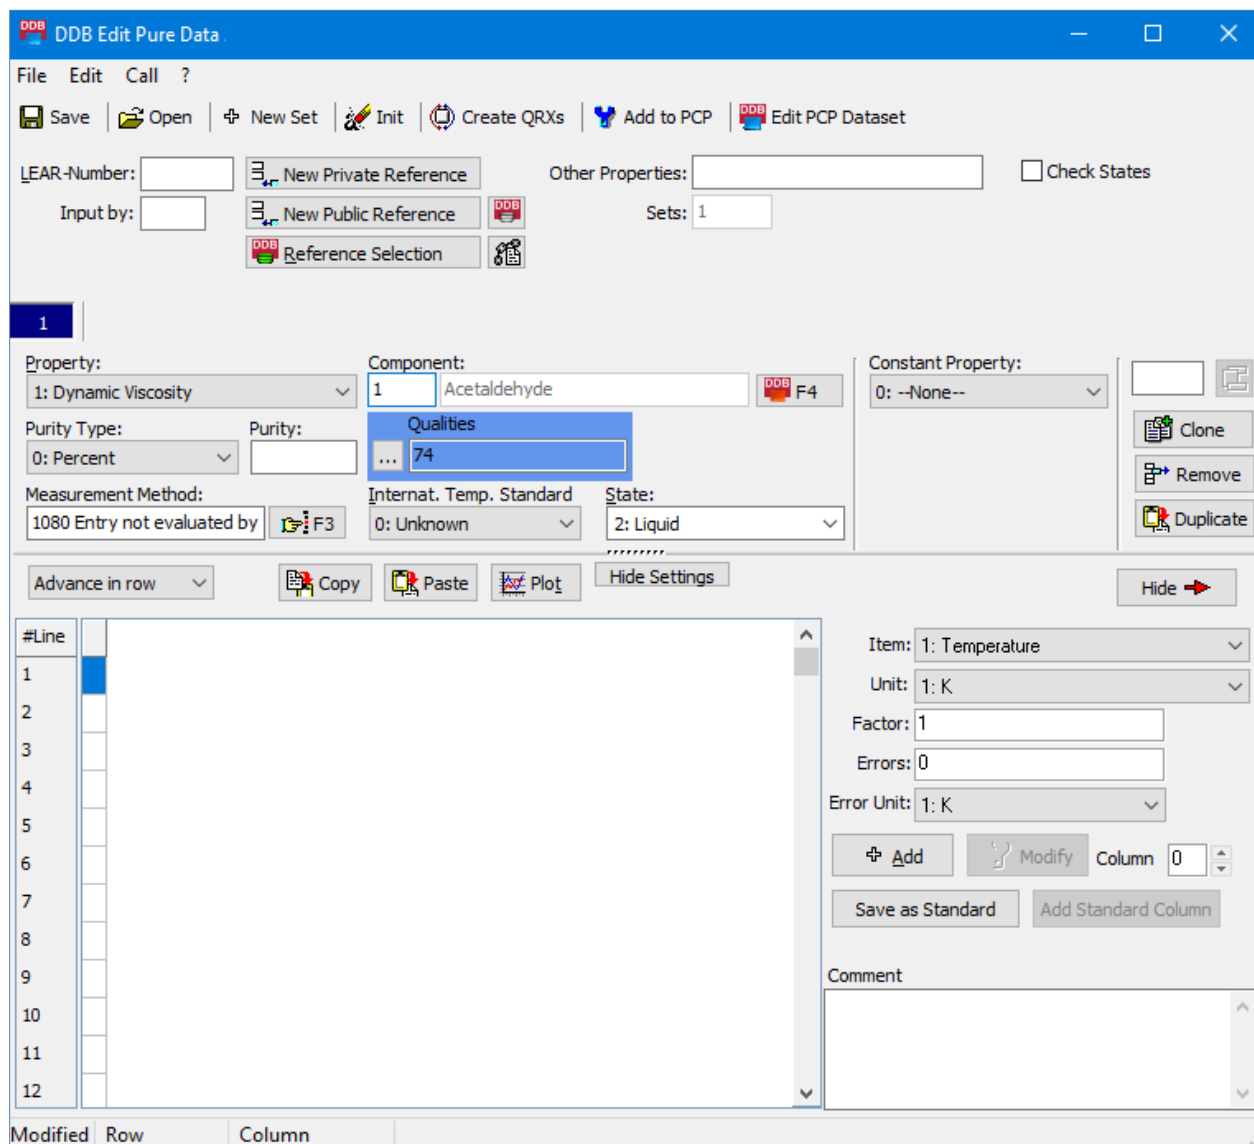 DDB DDB Edit Pure Data
File Edit Call ?
Save Open New Set Init Create QRXs Add to PCP DDB Edit PCP Dataset
LEAR-Number: New Private Reference Other Properties: Check States
Input by: New Public Reference DDB Sets: 1
DDB Reference Selection
1
Property: Component: Constant Property:
1: Dynamic Viscosity 1 Acetaldehyde DDB F4 0: --None--
Purity Type: Purity: Qualities Clone
0: Percent ... 74
Remove
Measurement Method: Internat. Temp. Standard State:
1080 Entry not evaluated by F3 0: Unknown 2: Liquid Duplicate
Advance in row Copy Paste Plot Hide Settings Hide
#Line Item: 1: Temperature
1 Unit: 1: K
2 Factor: 1
3 Errors: 0
4 Error Unit: 1: K
5
6 Add Modify Column 0
7 Save as Standard Add Standard Column
8
9 Comment
10
11
12
Modified Row Column